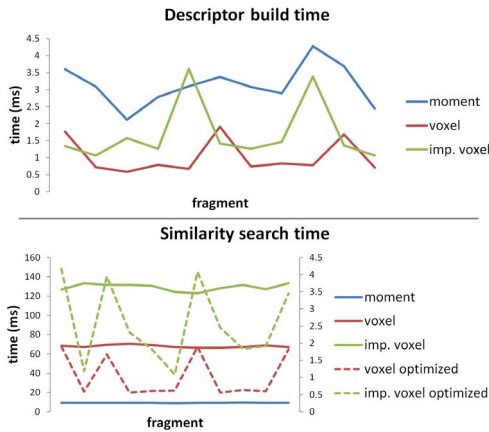 Descriptor build time
4.5
4
3.5
3
2.5
2
1.5
1
0.5
0
time (ms)
fragment
moment
voxel
imp. voxel
Similarity search time
160
140
120
100
80
60
40
20
0
time (ms)
4.5
4
3.5
3
2.5
2
1.5
1
0.5
0
fragment
moment
voxel
imp. voxel
voxel optimized
imp. voxel optimized